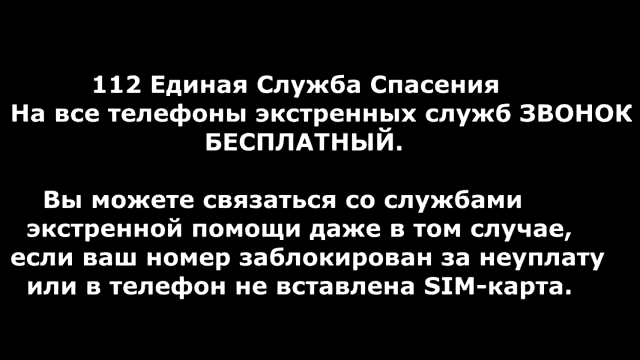 112 Единая Служба Спасения
На все телефоны экстренных служб ЗВОНОК
БЕСПЛАТНЫЙ.
Вы можете связаться со службами
экстренной помощи даже в том случае,
если ваш номер заблокирован за неуплату
или в телефон не вставлена SIM-карта.